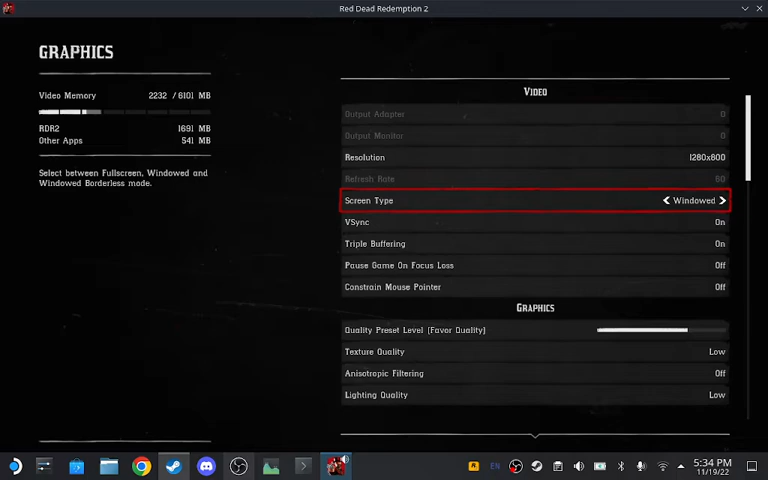 Red Dead Redemption 2
GRAPHICS
Video Memory 2232 / 6101 MB
RDR2 1691 MB
Other Apps 541 MB
Select between Fullscreen, Windowed and
Windowed Borderless mode.
VIDEO
Output Adapter 0
Output Monitor 0
Resolution 1280x800
Refresh Rate 60
Screen Type Windowed
VSync On
Triple Buffering On
Pause Game On Focus Loss Off
Constrain Mouse Pointer Off
GRAPHICS
Quality Preset Level [Favor Quality]
Texture Quality Low
Anisotropic Filtering Off
Lighting Quality Low
EN
5:34 PM
11/19/22